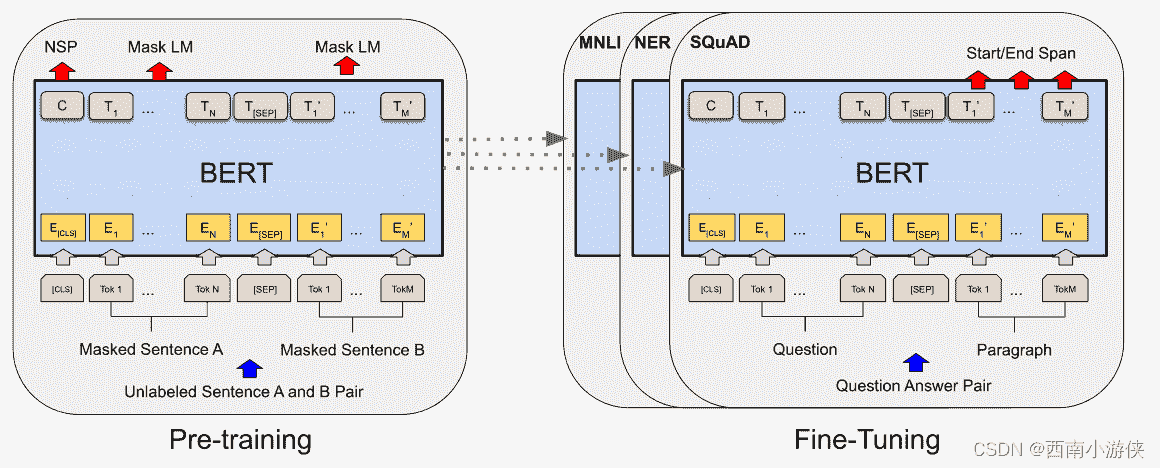 NSP Mask LM Mask LM
C T1 ... TN T[SEP] T1' ... TM'
BERT
E[CLS] E1 ... EN E[SEP] E1' ... EM'
[CLS] Tok 1 ... Tok N [SEP] Tok 1 ... TokM
Masked Sentence A Masked Sentence B
Unlabeled Sentence A and B Pair
Pre-training
MNLI NER SQuAD
Start/End Span
C T1 ... TN T[SEP] T1' ... TM'
BERT
E[CLS] E1 ... EN E[SEP] E1' ... EM'
[CLS] Tok 1 ... Tok N [SEP] Tok 1 ... TokM
Question Paragraph
Question Answer Pair
Fine-Tuning
CSDN @西南小游侠